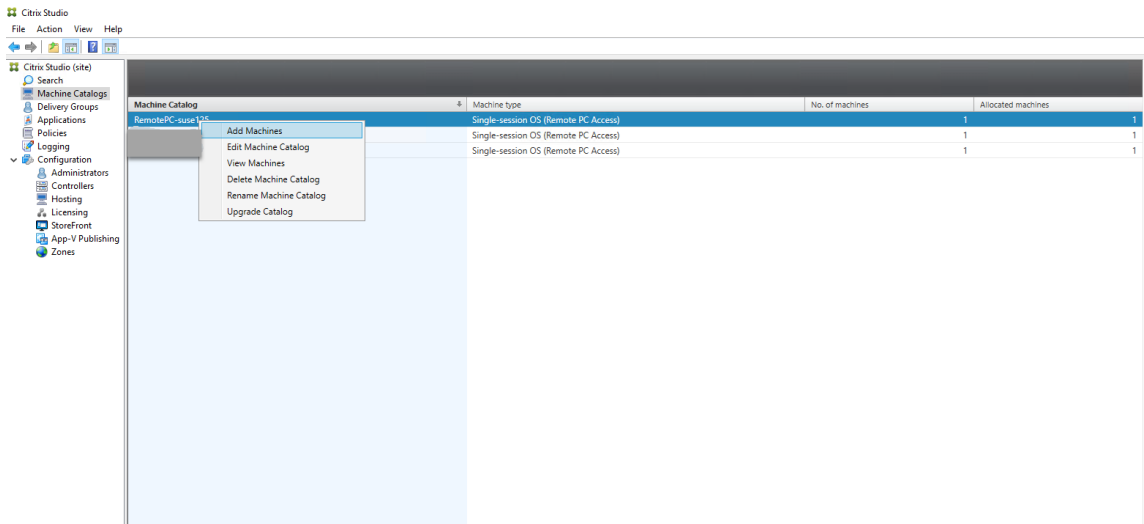 Citrix Studio
File Action View Help
Citrix Studio (site)
Search
Machine Catalogs
Delivery Groups
Applications
Policies
Logging
Configuration
Administrators
Controllers
Hosting
Licensing
StoreFront
App-V Publishing
Zones
Machine Catalog Machine type No. of machines Allocated machines
RemotePC-suse125 Single-session OS (Remote PC Access) 1 1
Single-session OS (Remote PC Access) 1 1
Single-session OS (Remote PC Access) 1 1
Add Machines
Edit Machine Catalog
View Machines
Delete Machine Catalog
Rename Machine Catalog
Upgrade Catalog